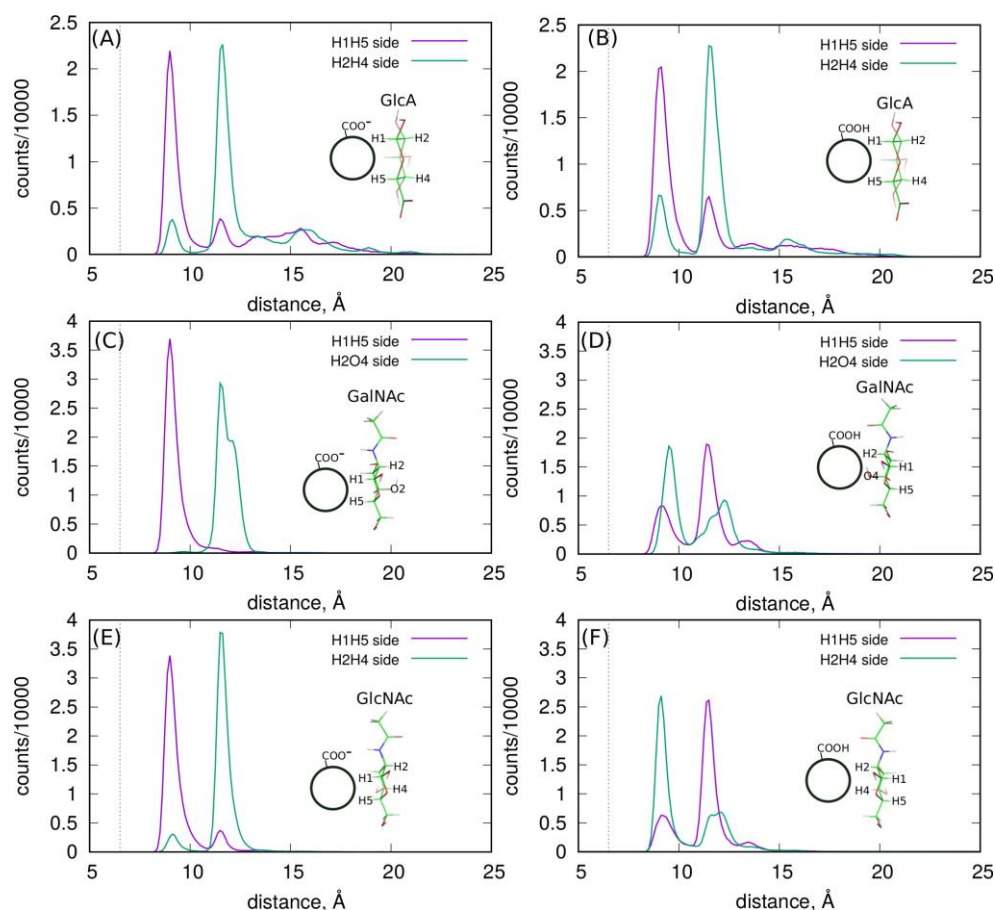 (A)
H1H5 side
H2H4 side
GlcA
COO⁻
H1
H2
H5
H4
counts/10000
0
0.5
1
1.5
2
2.5
5
10
15
20
25
distance, Å
(B)
H1H5 side
H2H4 side
GlcA
COOH
H1
H2
H5
H4
counts/10000
0
0.5
1
1.5
2
2.5
5
10
15
20
25
distance, Å
(C)
H1H5 side
H2O4 side
GalNAc
COO⁻
H2
H1
O2
H5
counts/10000
0
0.5
1
1.5
2
2.5
3
3.5
4
5
10
15
20
25
distance, Å
(D)
H1H5 side
H2O4 side
GalNAc
COOH
H2
H1
O4
H5
counts/10000
0
0.5
1
1.5
2
2.5
3
3.5
4
5
10
15
20
25
distance, Å
(E)
H1H5 side
H2H4 side
GlcNAc
COO⁻
H2
H1
H4
H5
counts/10000
0
0.5
1
1.5
2
2.5
3
3.5
4
5
10
15
20
25
distance, Å
(F)
H1H5 side
H2H4 side
GlcNAc
COOH
H2
H1
H4
H5
counts/10000
0
0.5
1
1.5
2
2.5
3
3.5
4
5
10
15
20
25
distance, Å